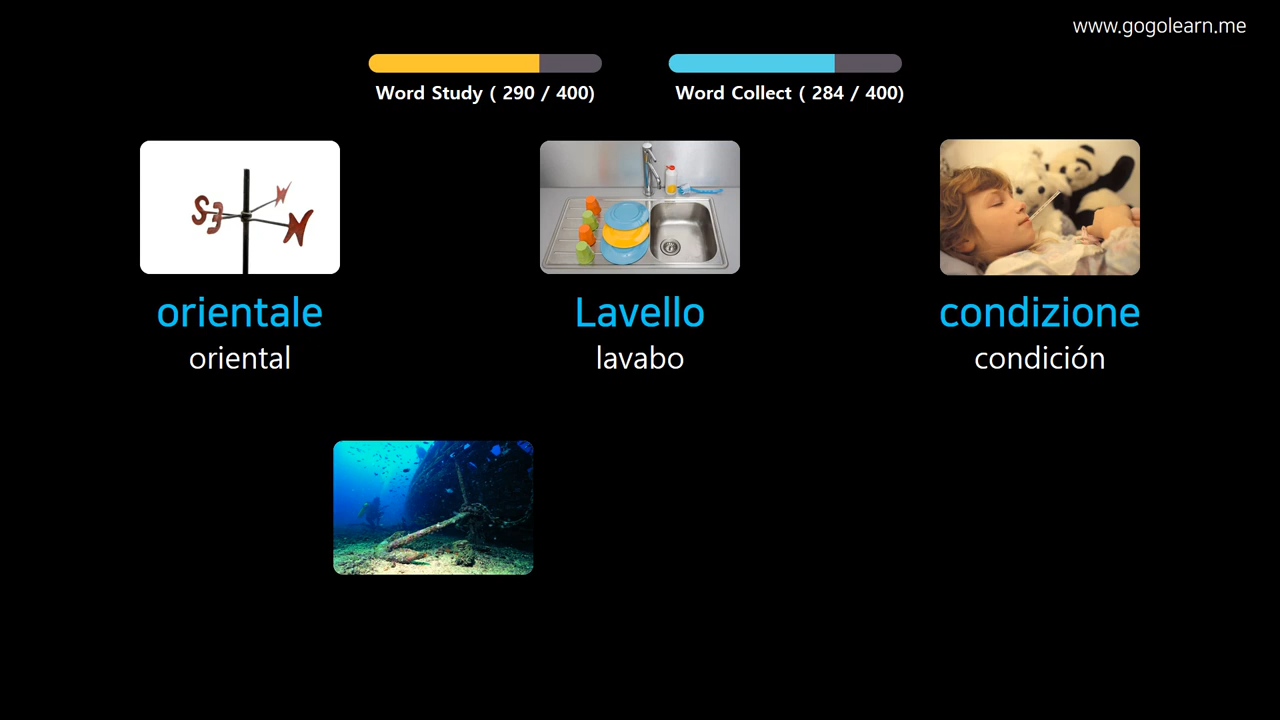 www.gogolearn.me
Word Study ( 290 / 400)
Word Collect ( 284 / 400)
orientale
oriental
Lavello
lavabo
condizione
condición